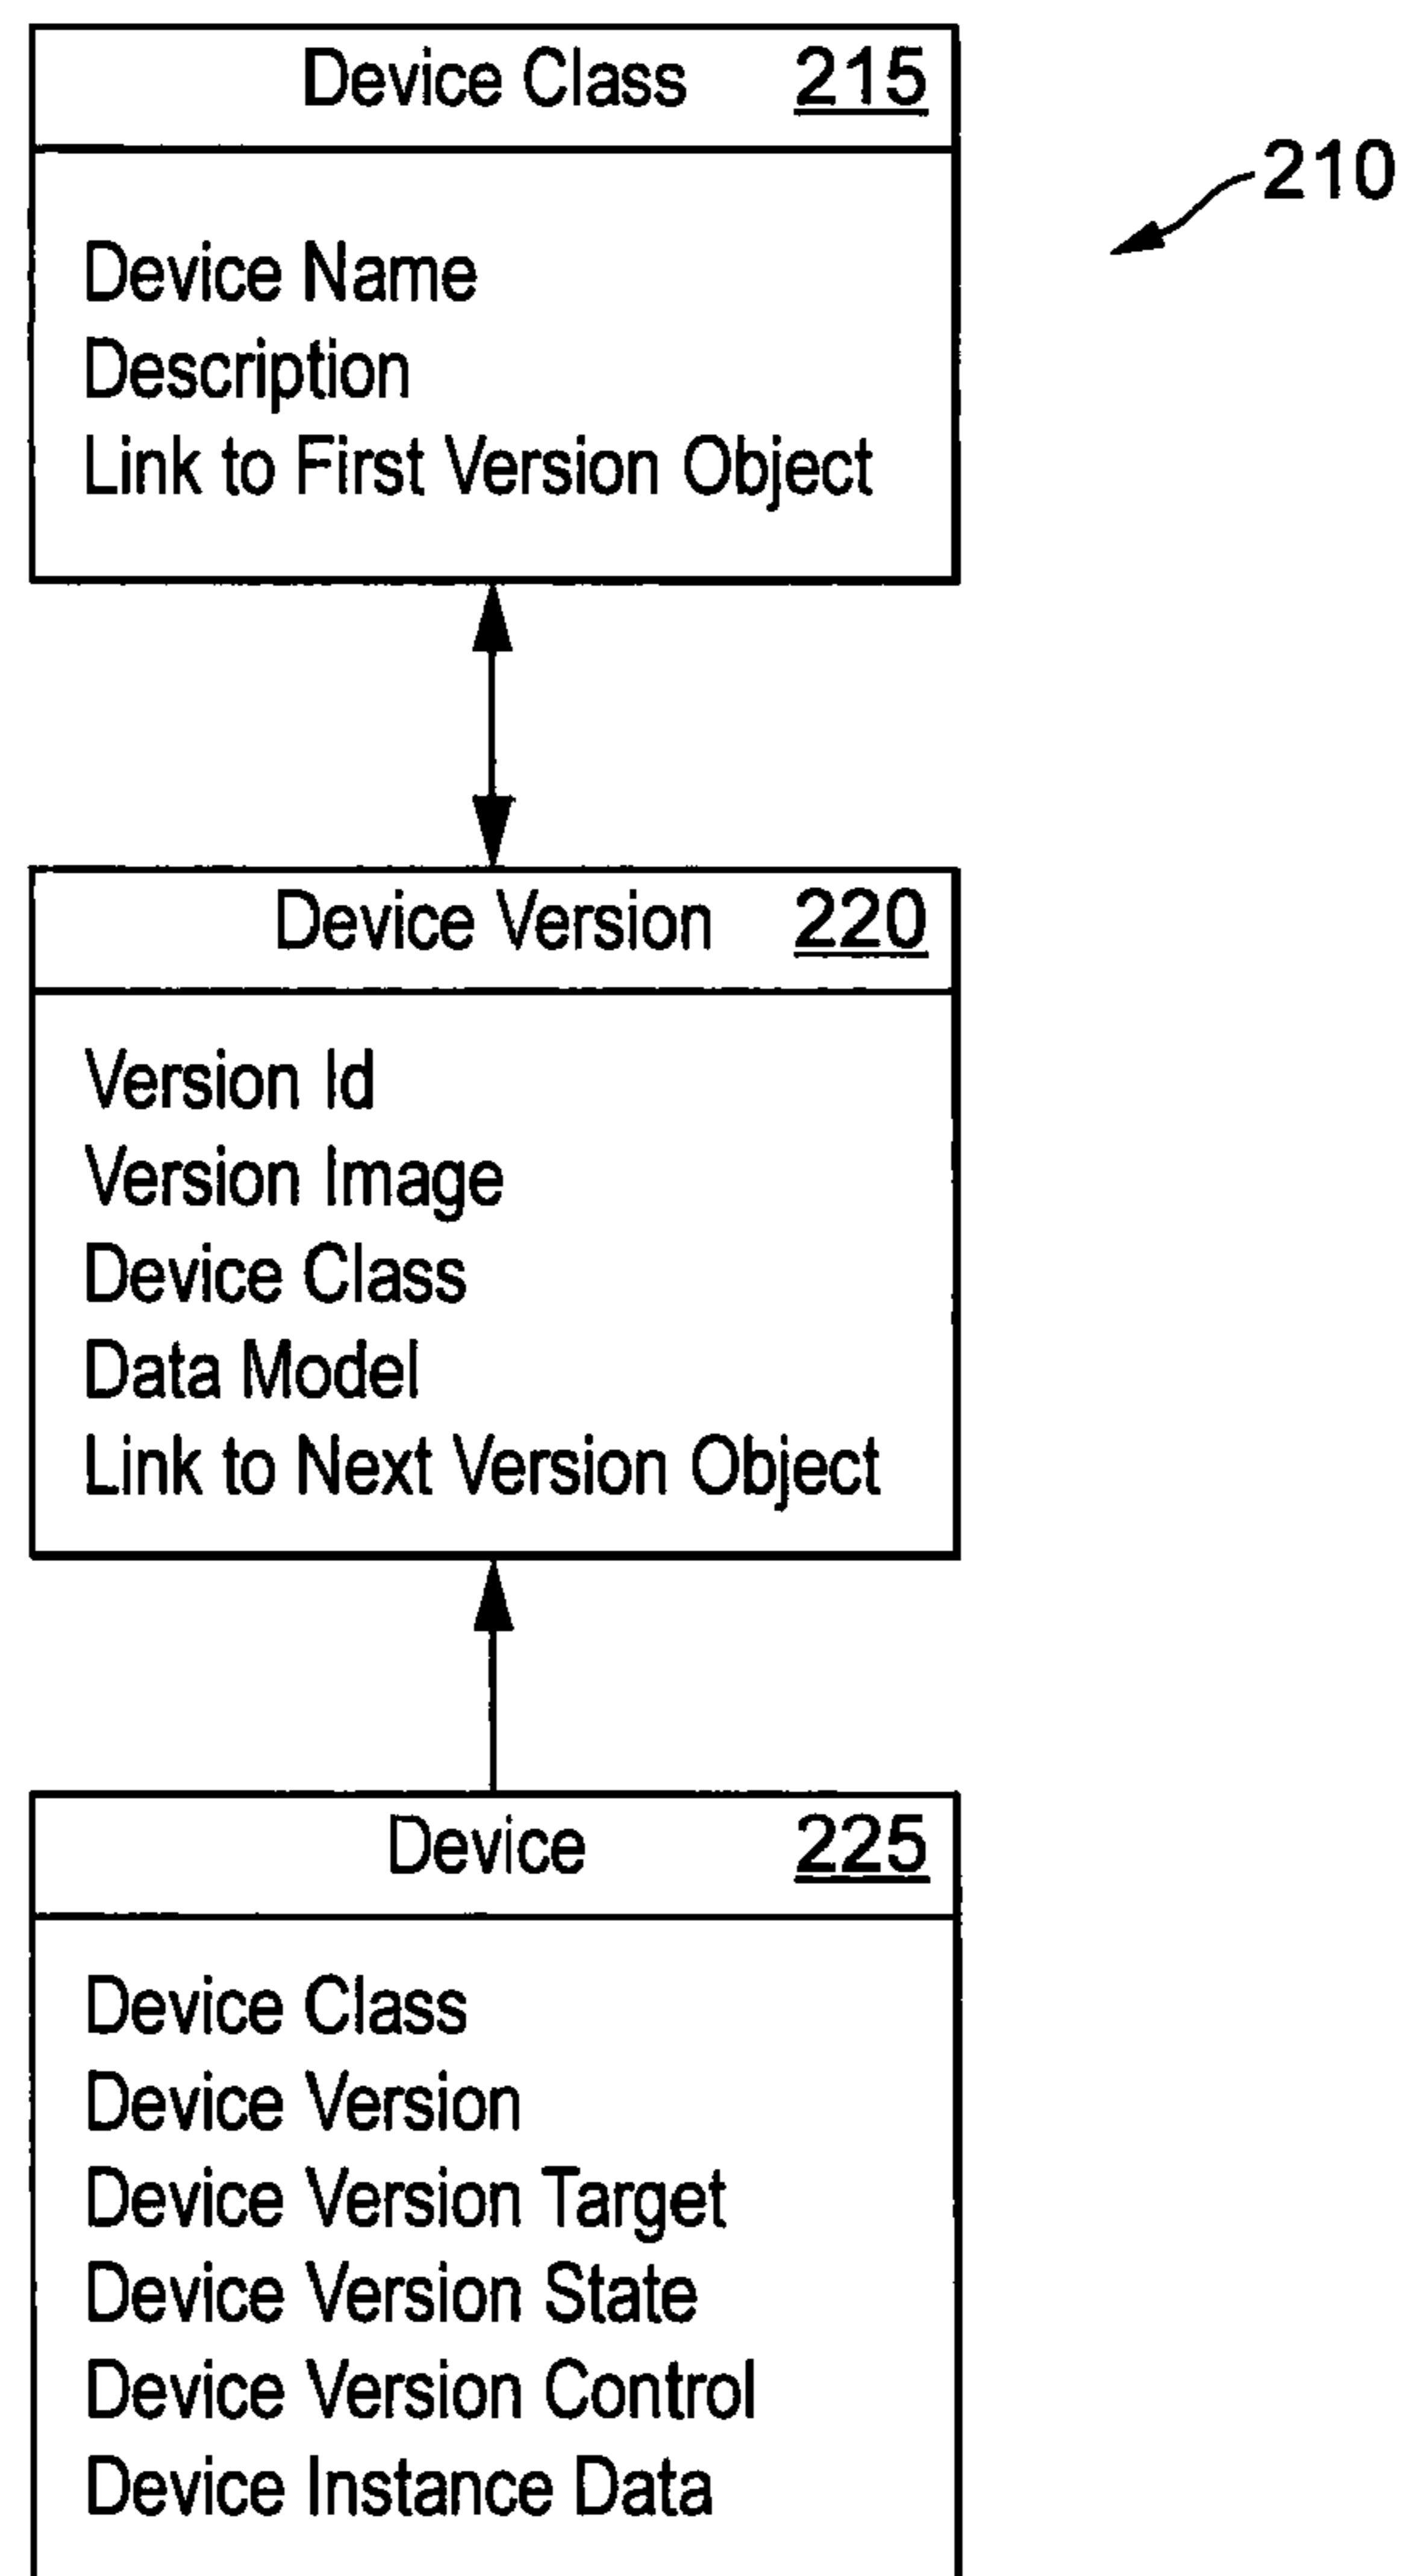 Device Class 215
210
Device Name
Description
Link to First Version Object
Device Version 220
Version Id
Version Image
Device Class
Data Model
Link to Next Version Object
Device 225
Device Class
Device Version
Device Version Target
Device Version State
Device Version Control
Device Instance Data